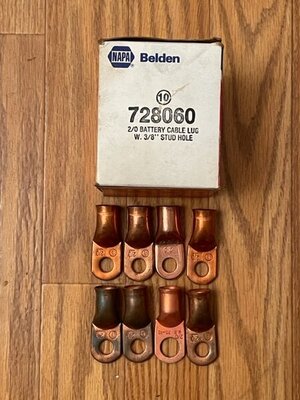 NAPA
Belden
10
728060
2/0 BATTERY CABLE LUG
W. 3/8" STUD HOLE